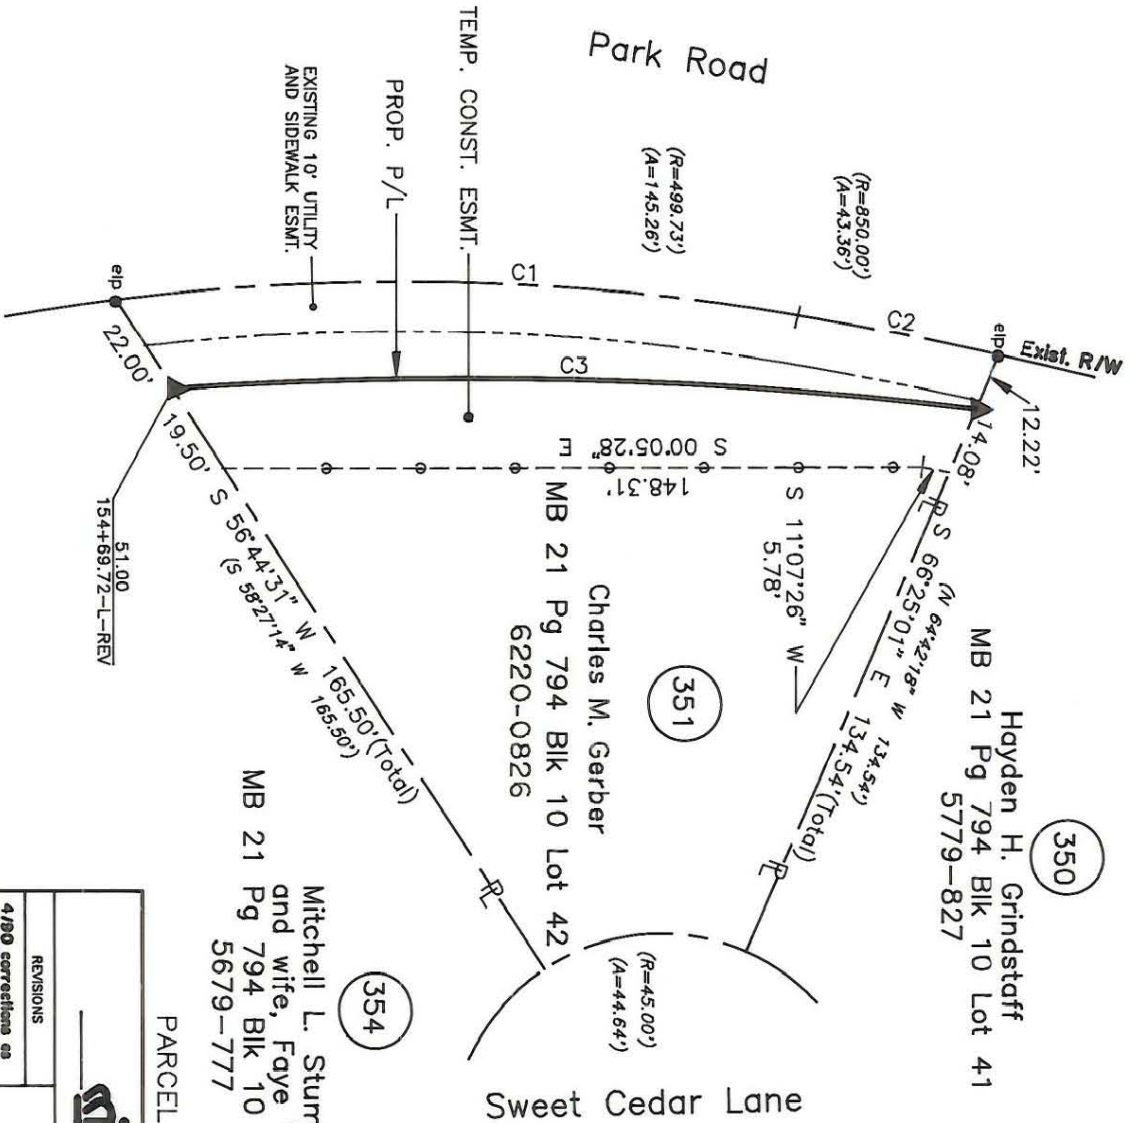 Park Road
TEMP. CONST. ESMT.
PROP. P/L
EXISTING 10' UTILITY
AND SIDEWALK ESMT.
(R=499.73')
(A=145.26')
(R=850.00')
(A=43.36')
C1
C2
C3
eip
eip
Exist. R/W
12.22'
14.08'
22.00'
19.50'
S 56°44'31" W 165.50'(Total)
(S 58°27'14" W 165.50')
51.00
154+69.72-L-REV
S 00°05'28" E
148.31'
S 11°07'26" W
5.78'
(N 64°42'18" W 134.54')
S 66°25'01" E 134.54'(Total)
PL
PL
PL
351
Charles M. Gerber
MB 21 Pg 794 Blk 10 Lot 42
6220-0826
350
Hayden H. Grindstaff
MB 21 Pg 794 Blk 10 Lot 41
5779-827
354
Mitchell L.
and wife, Faye
MB 21 Pg 794 Blk 10
5679-777
(R=45.00')
(A=44.64')
Sweet Cedar Lane
PARCEL
REVISIONS
4/90 corrections as